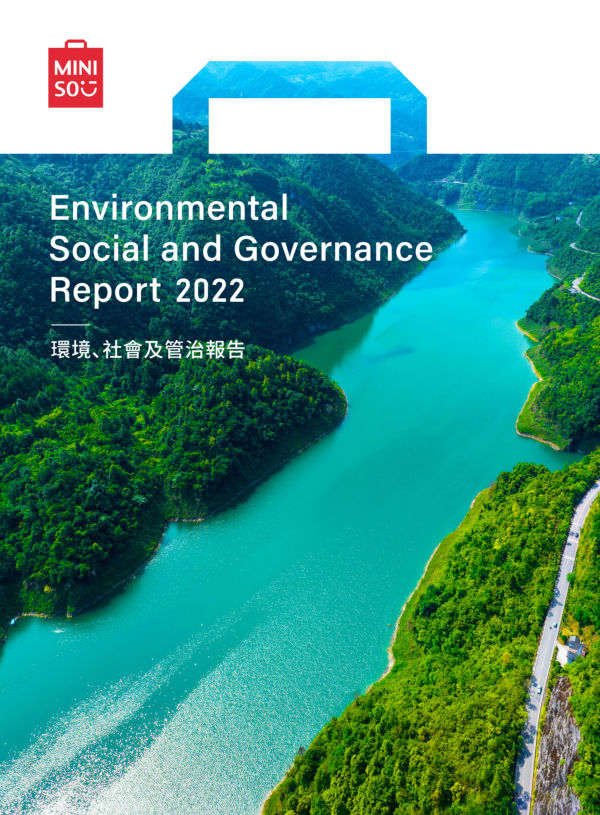 MINI
SO
Environmental
Social and Governance
Report 2022
環境、社會及管治報告